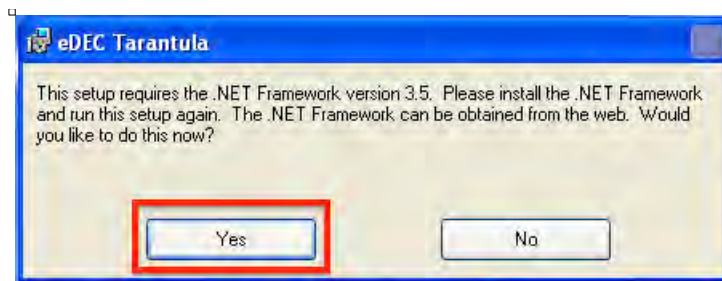 eDEC Tarantula
This setup requires the .NET Framework version 3.5.  Please install the .NET Framework
and run this setup again.  The .NET Framework can be obtained from the web.  Would
you like to do this now?
Yes
No